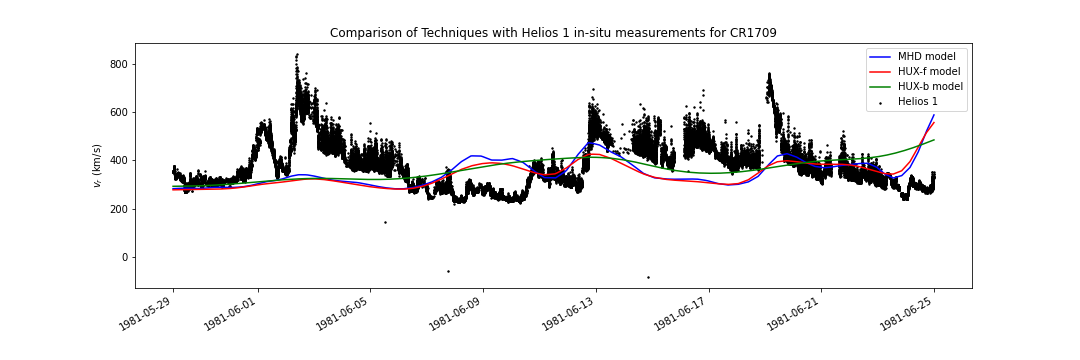 Comparison of Techniques with Helios 1 in-situ measurements for CR1709
MHD model
HUX-f model
HUX-b model
Helios 1
800
600
400
200
0
vᵣ (km/s)
1981-05-29
1981-06-01
1981-06-05
1981-06-09
1981-06-13
1981-06-17
1981-06-21
1981-06-25